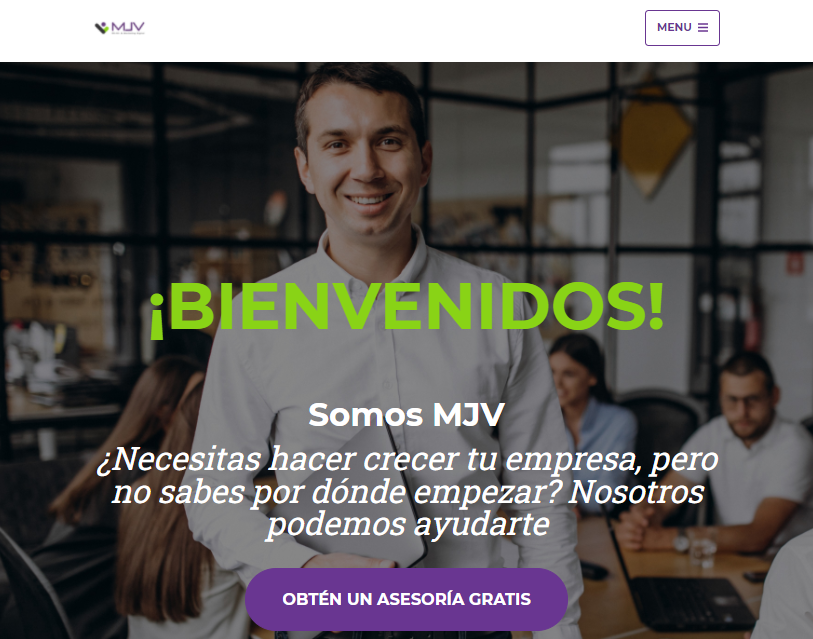 MJV
MENU
¡BIENVENIDOS!
Somos MJV
¿Necesitas hacer crecer tu empresa, pero
no sabes por dónde empezar? Nosotros
podemos ayudarte
OBTÉN UN ASESORÍA GRATIS